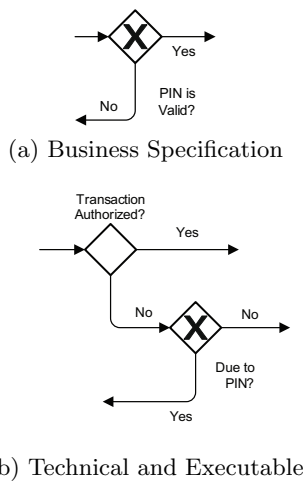 Yes
No
PIN is
Valid?
(a) Business Specification
Transaction
Authorized?
Yes
No
No
Due to
PIN?
Yes
b) Technical and Executable